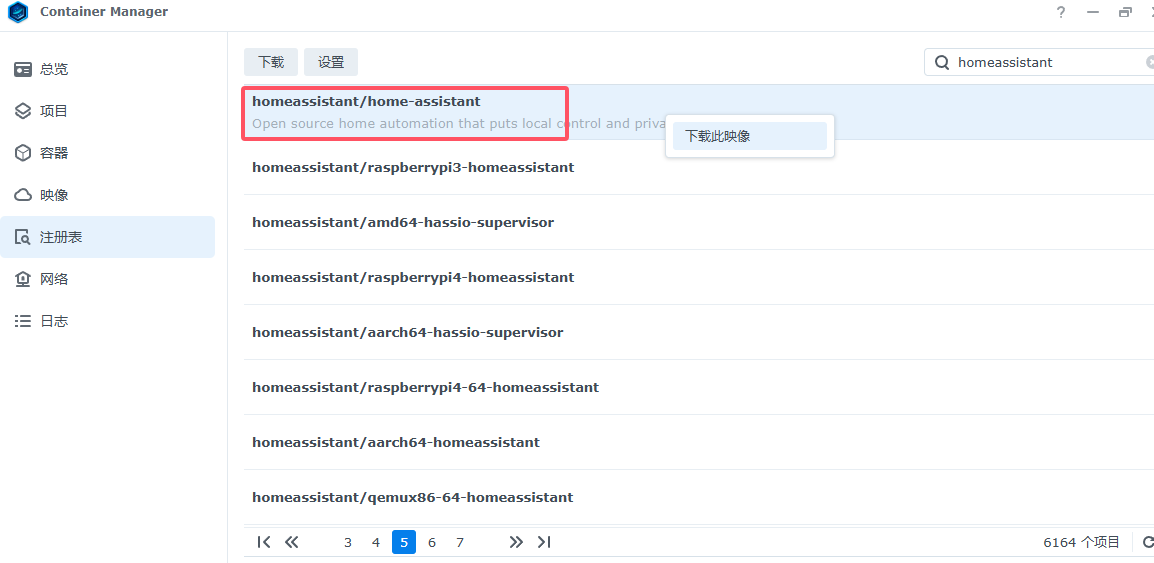 Container Manager
?
总览
项目
容器
映像
注册表
网络
日志
下载
设置
homeassistant
homeassistant/home-assistant
Open source home automation that puts local control and priva
下载此映像
homeassistant/raspberrypi3-homeassistant
homeassistant/amd64-hassio-supervisor
homeassistant/raspberrypi4-homeassistant
homeassistant/aarch64-hassio-supervisor
homeassistant/raspberrypi4-64-homeassistant
homeassistant/aarch64-homeassistant
homeassistant/qemux86-64-homeassistant
3 4 5 6 7
6164 个项目